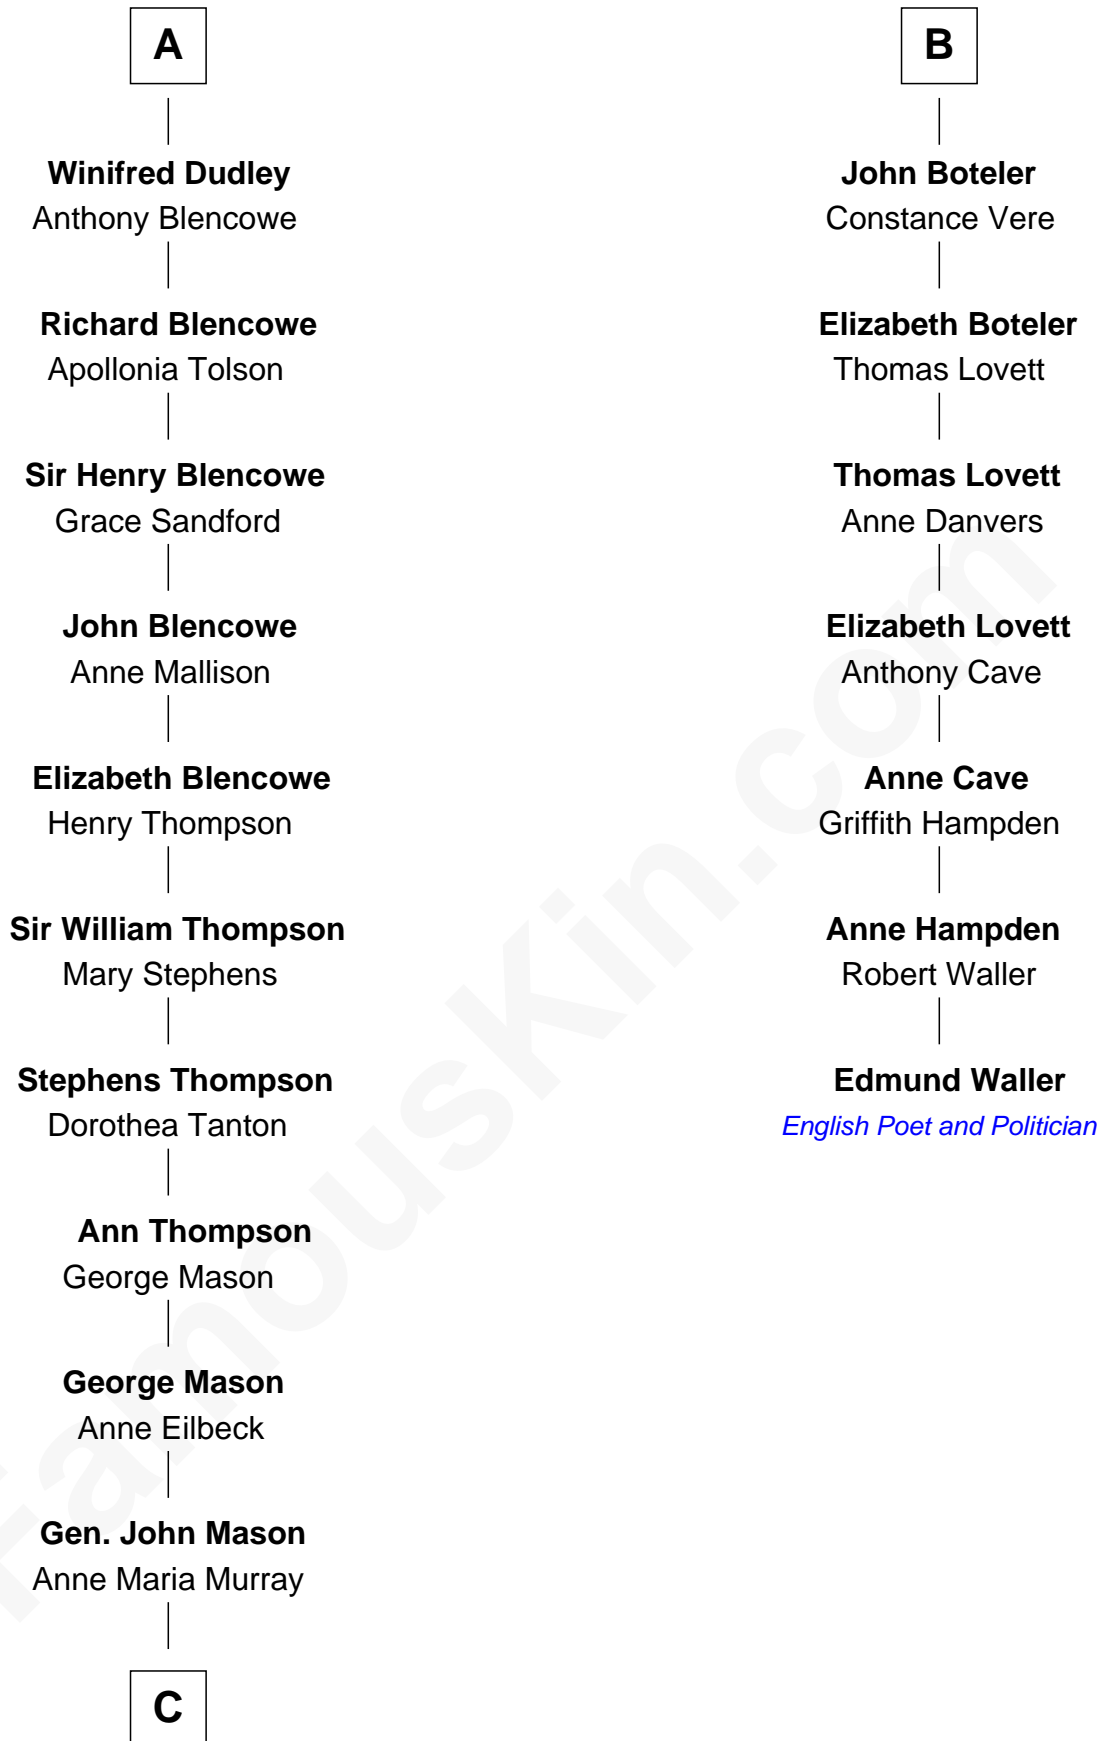 A
Winifred Dudley
Anthony Blencowe
Richard Blencowe
Apollonia Tolson
Sir Henry Blencowe
Grace Sandford
John Blencowe
Anne Mallison
Elizabeth Blencowe
Henry Thompson
Sir William Thompson
Mary Stephens
Stephens Thompson
Dorothea Tanton
Ann Thompson
George Mason
George Mason
Anne Eilbeck
Gen. John Mason
Anne Maria Murray
C
B
John Boteler
Constance Vere
Elizabeth Boteler
Thomas Lovett
Thomas Lovett
Anne Danvers
Elizabeth Lovett
Anthony Cave
Anne Cave
Griffith Hampden
Anne Hampden
Robert Waller
Edmund Waller
English Poet and Politician
FamousKin.com